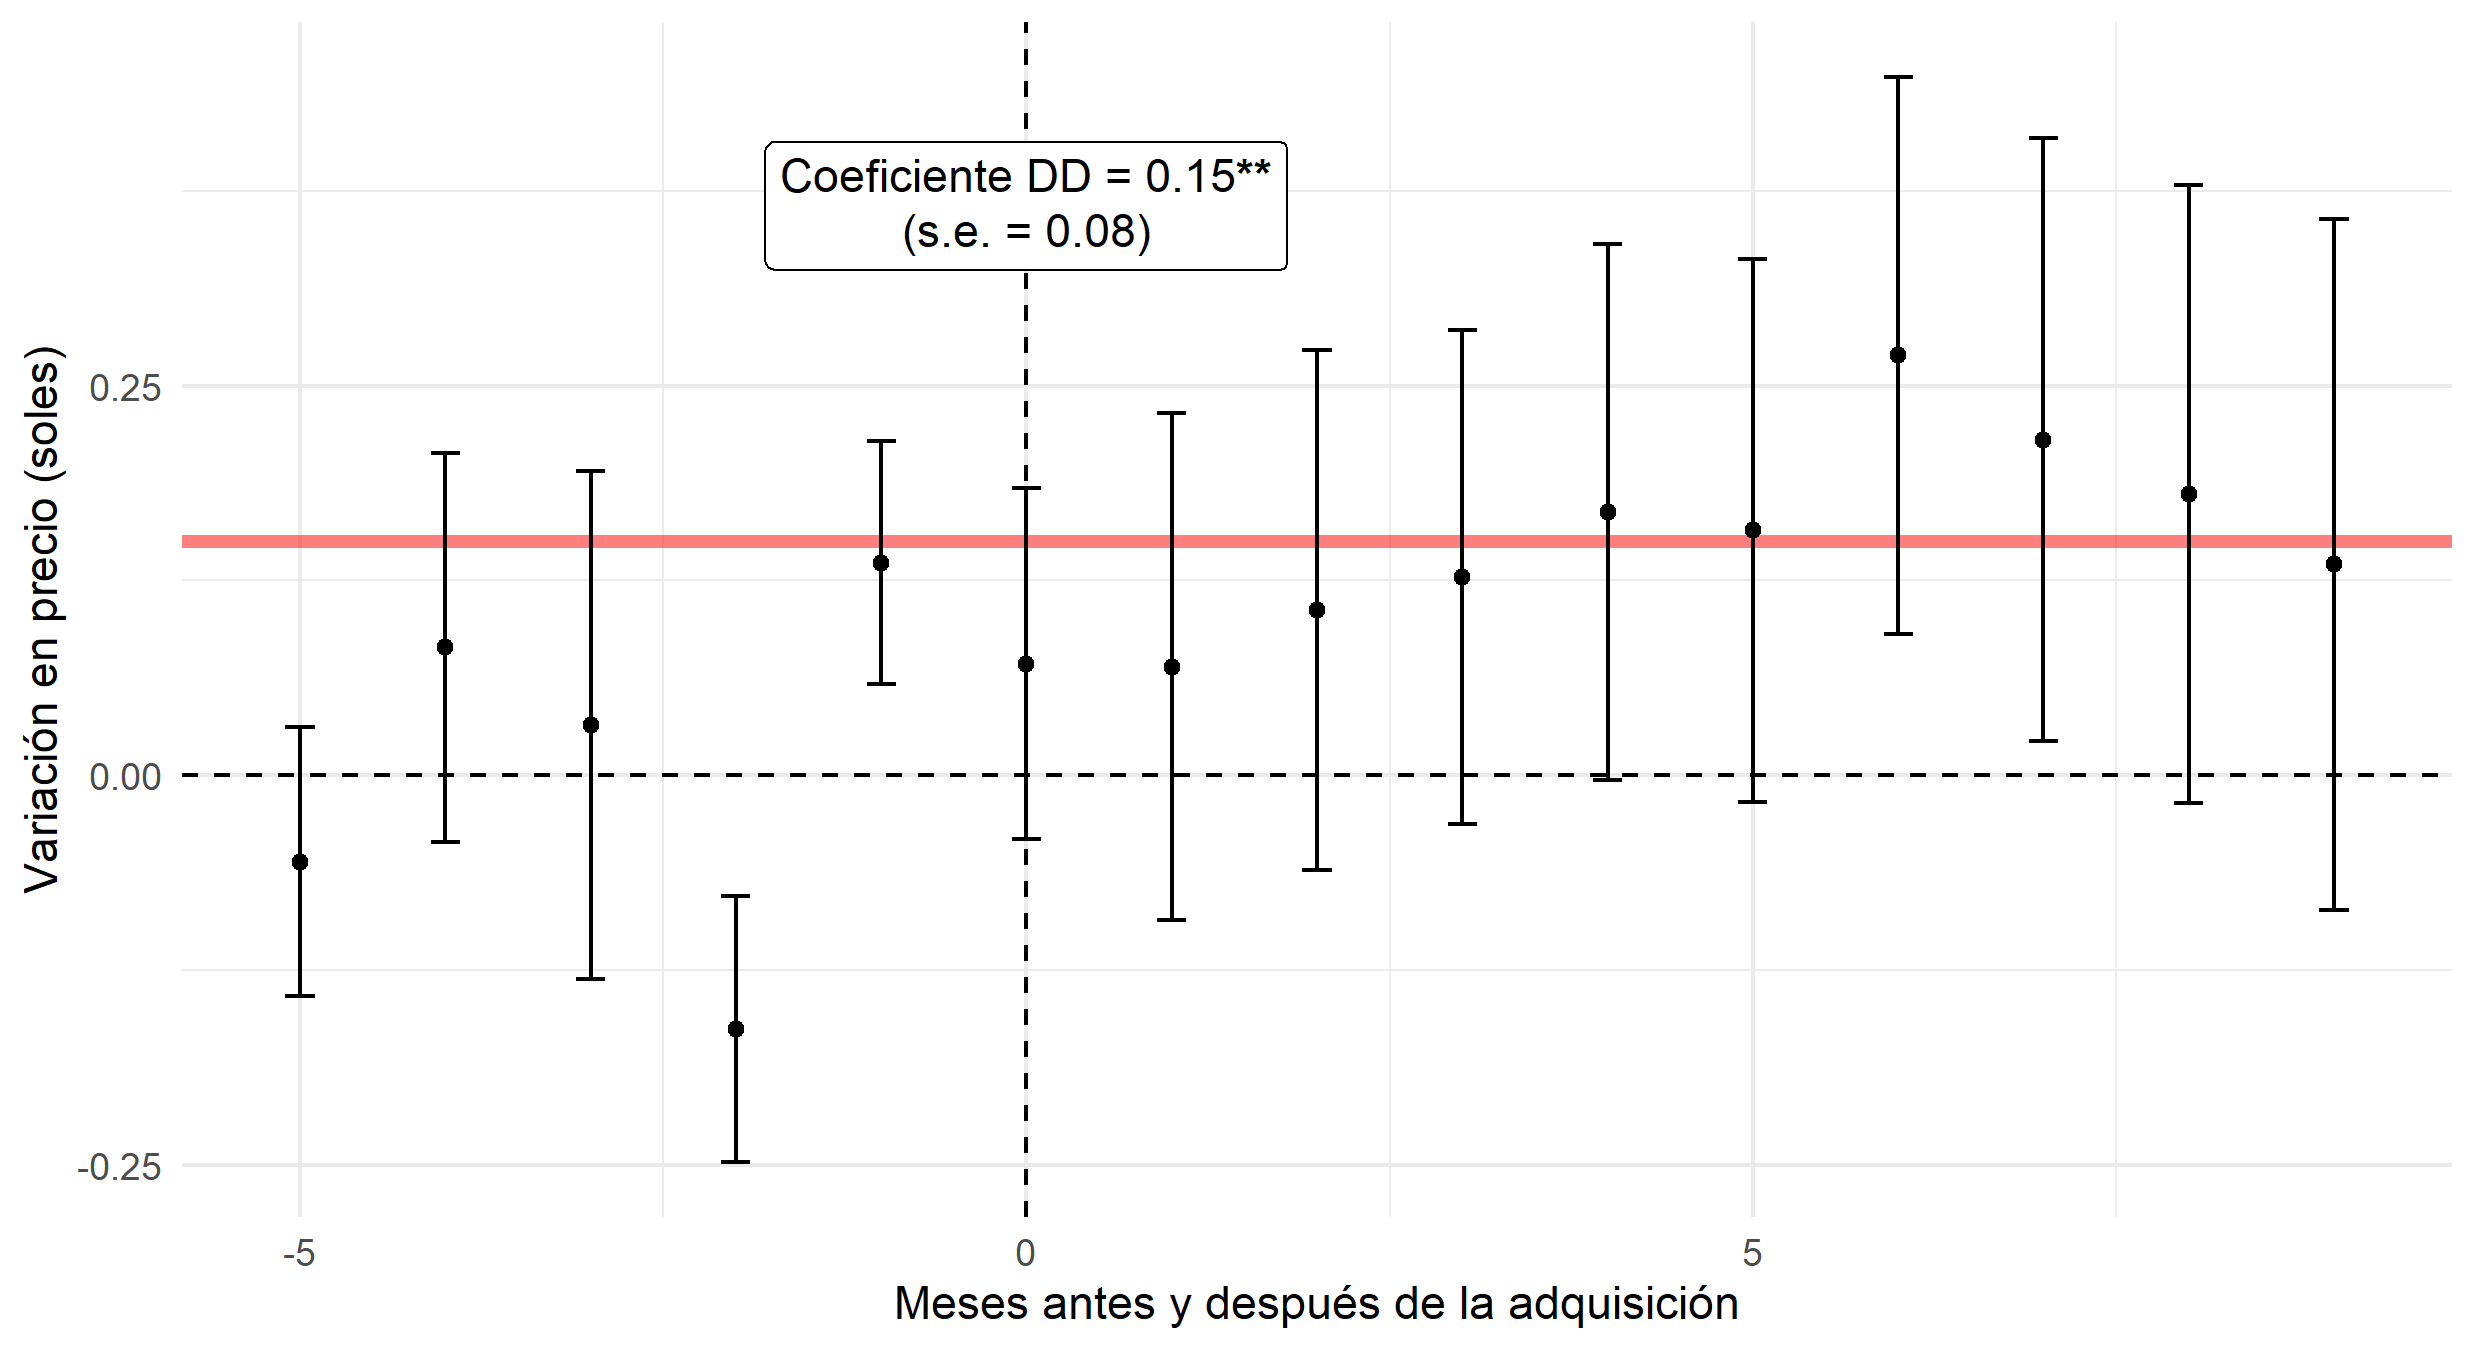 Coeficiente DD = 0.15**
(s.e. = 0.08)
Variación en precio (soles)
0.25
0.00
-0.25
-5
0
5
Meses antes y después de la adquisición